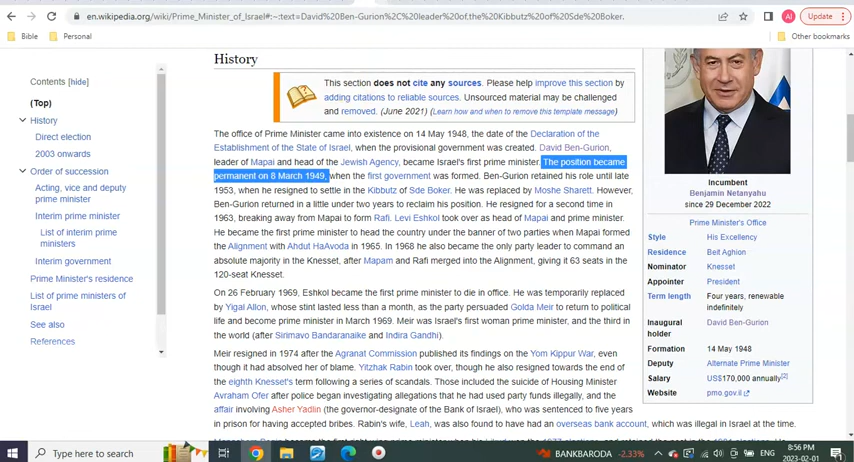 en.wikipedia.org/wiki/Prime_Minister_of_Israel#:~:text=David%20Ben-Gurion%2C%20leader%20of,the%20Kibbutz%20of%20Sde%20Boker.
AI
Update
Bible
Personal
Other bookmarks
Contents [hide]
(Top)
History
Direct election
2003 onwards
Order of succession
Acting, vice and deputy
prime minister
Interim prime minister
List of interim prime
ministers
Interim government
Prime Minister's residence
List of prime ministers of
Israel
See also
References
History
This section does not cite any sources. Please help improve this section by
adding citations to reliable sources. Unsourced material may be challenged
and removed. (June 2021) (Learn how and when to remove this template message)
The office of Prime Minister came into existence on 14 May 1948, the date of the Declaration of the
Establishment of the State of Israel, when the provisional government was created. David Ben-Gurion,
leader of Mapai and head of the Jewish Agency, became Israel's first prime minister. The position became
permanent on 8 March 1949, when the first government was formed. Ben-Gurion retained his role until late
1953, when he resigned to settle in the Kibbutz of Sde Boker. He was replaced by Moshe Sharett. However,
Ben-Gurion returned in a little under two years to reclaim his position. He resigned for a second time in
1963, breaking away from Mapai to form Rafi. Levi Eshkol took over as head of Mapai and prime minister.
He became the first prime minister to head the country under the banner of two parties when Mapai formed
the Alignment with Ahdut HaAvoda in 1965. In 1968 he also became the only party leader to command an
absolute majority in the Knesset, after Mapam and Rafi merged into the Alignment, giving it 63 seats in the
120-seat Knesset.
On 26 February 1969, Eshkol became the first prime minister to die in office. He was temporarily replaced
by Yigal Allon, whose stint lasted less than a month, as the party persuaded Golda Meir to return to political
life and become prime minister in March 1969. Meir was Israel's first woman prime minister, and the third in
the world (after Sirimavo Bandaranaike and Indira Gandhi).
Meir resigned in 1974 after the Agranat Commission published its findings on the Yom Kippur War, even
though it had absolved her of blame. Yitzhak Rabin took over, though he also resigned towards the end of
the eighth Knesset's term following a series of scandals. Those included the suicide of Housing Minister
Avraham Ofer after police began investigating allegations that he had used party funds illegally, and the
affair involving Asher Yadlin (the governor-designate of the Bank of Israel), who was sentenced to five years
in prison for having accepted bribes. Rabin's wife, Leah, was also found to have had an overseas bank account, which was illegal in Israel at the time.
Incumbent
Benjamin Netanyahu
since 29 December 2022
Prime Minister's Office
Style His Excellency
Residence Beit Aghion
Nominator Knesset
Appointer President
Term length Four years, renewable
indefinitely
Inaugural David Ben-Gurion
holder
Formation 14 May 1948
Deputy Alternate Prime Minister
Salary US$170,000 annually[2]
Website pmo.gov.il
Type here to search
BANKBARODA -2.33%
ENG
8:56 PM
2023-02-01